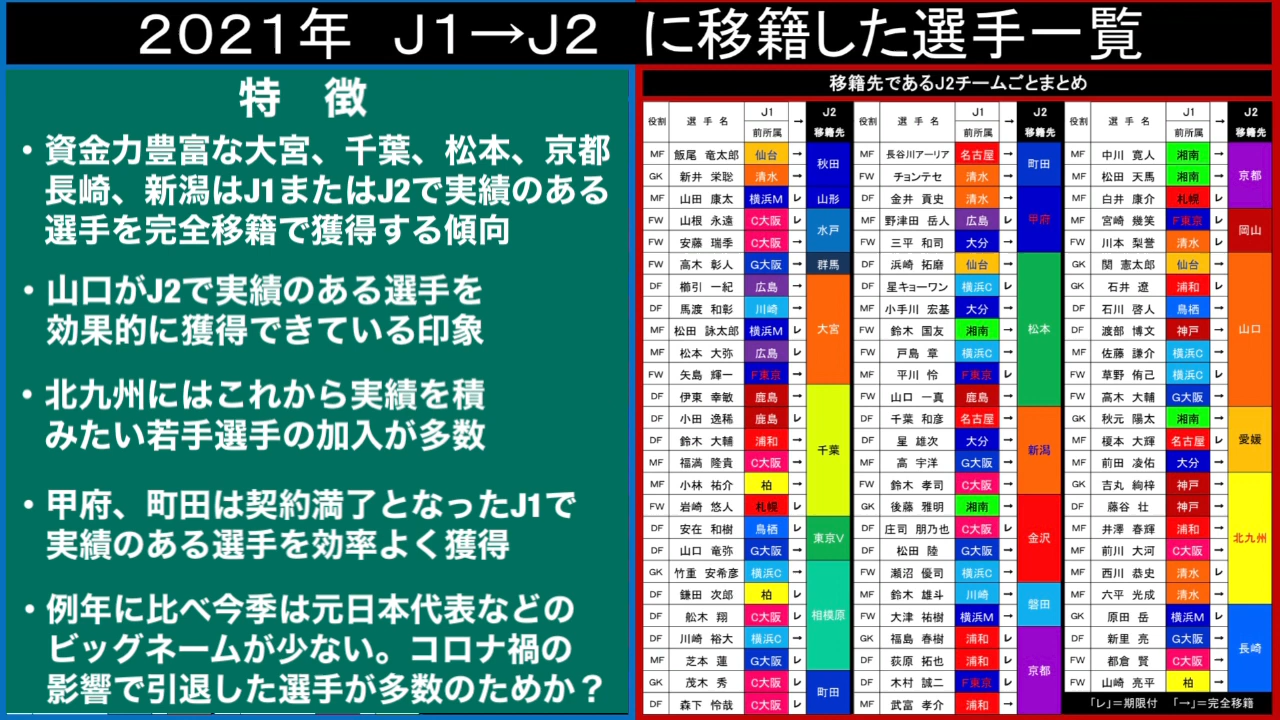 2021年　J1→J2　に移籍した選手一覧
特　徴
・資金力豊富な大宮、千葉、松本、京都
長崎、新潟はJ1またはJ2で実績のある
選手を完全移籍で獲得する傾向
・山口がJ2で実績のある選手を
効果的に獲得できている印象
・北九州にはこれから実績を積
みたい若手選手の加入が多数
・甲府、町田は契約満了となったJ1で
実績のある選手を効率よく獲得
・例年に比べ今季は元日本代表などの
ビッグネームが少ない。コロナ禍の
影響で引退した選手が多数のためか？
移籍先であるJ2チームごとまとめ
役割 選手名 J1 前所属 → J2 移籍先
MF 飯尾 竜太郎 仙台 → 秋田
GK 新井 栄聡 清水 →
MF 山田 康太 横浜M レ 山形
FW 山根 永遠 C大阪 レ 水戸
FW 安藤 瑞季 C大阪 レ
FW 高木 彰人 G大阪 → 群馬
DF 櫛引 一紀 広島 → 大宮
DF 馬渡 和彰 川崎 →
MF 松田 詠太郎 横浜M レ
MF 松本 大弥 広島 レ
FW 矢島 輝一 F東京 →
DF 伊東 幸敏 鹿島 → 千葉
DF 小田 逸稀 鹿島 レ
DF 鈴木 大輔 浦和 →
MF 福満 隆貴 C大阪 →
MF 小林 祐介 柏 →
FW 岩崎 悠人 札幌 レ
DF 安在 和樹 鳥栖 レ 東京V
DF 山口 竜弥 G大阪 →
GK 竹重 安希彦 横浜C → 相模原
DF 鎌田 次郎 柏 レ
DF 舩木 翔 C大阪 レ
DF 川崎 裕大 横浜C →
MF 芝本 蓮 G大阪 レ
GK 茂木 秀 C大阪 レ 町田
DF 森下 怜哉 C大阪 レ
役割 選手名 J1 前所属 → J2 移籍先
MF 長谷川アーリア 名古屋 → 町田
FW チョンテセ 清水 →
DF 金井 貢史 清水 → 甲府
MF 野津田 岳人 広島 レ
FW 三平 和司 大分 →
DF 浜崎 拓磨 仙台 → 松本
DF 星キョーワン 横浜C レ
MF 小手川 宏基 大分 →
FW 鈴木 国友 湘南 →
FW 戸島 章 横浜C →
MF 平川 怜 F東京 レ
FW 山口 一真 鹿島 →
DF 千葉 和彦 名古屋 → 新潟
DF 星 雄次 大分 →
MF 高 宇洋 G大阪 →
FW 鈴木 孝司 C大阪 →
GK 後藤 雅明 湘南 → 金沢
DF 庄司 朋乃也 C大阪 レ
DF 松田 陸 G大阪 →
FW 瀬沼 優司 横浜C →
MF 鈴木 雄斗 川崎 → 磐田
FW 大津 祐樹 横浜M →
GK 福島 春樹 浦和 レ 京都
DF 荻原 拓也 浦和 レ
DF 木村 誠二 F東京 レ
MF 武富 孝介 浦和 →
役割 選手名 J1 前所属 → J2 移籍先
MF 中川 寛人 湘南 → 京都
MF 松田 天馬 湘南 →
MF 白井 康介 札幌 レ
MF 宮崎 幾笑 F東京 レ 岡山
FW 川本 梨誉 清水 レ
GK 関 憲太郎 仙台 → 山口
GK 石井 遼 浦和 レ
DF 石川 啓人 鳥栖 →
DF 渡部 博文 神戸 →
MF 佐藤 謙介 横浜C →
FW 草野 侑己 横浜C レ
FW 高木 大輔 G大阪 →
GK 秋元 陽太 湘南 → 愛媛
MF 榎本 大輝 名古屋 レ
MF 前田 凌佑 大分 →
GK 吉丸 絢梓 神戸 → 北九州
DF 藤谷 壮 神戸 →
MF 井澤 春輝 浦和 →
MF 前川 大河 C大阪 →
MF 西川 恭史 清水 レ
MF 六平 光成 清水 →
GK 原田 岳 横浜M レ 長崎
DF 新里 亮 G大阪 →
FW 都倉 賢 C大阪 →
FW 山崎 亮平 柏 →
「レ」＝期限付　「→」＝完全移籍